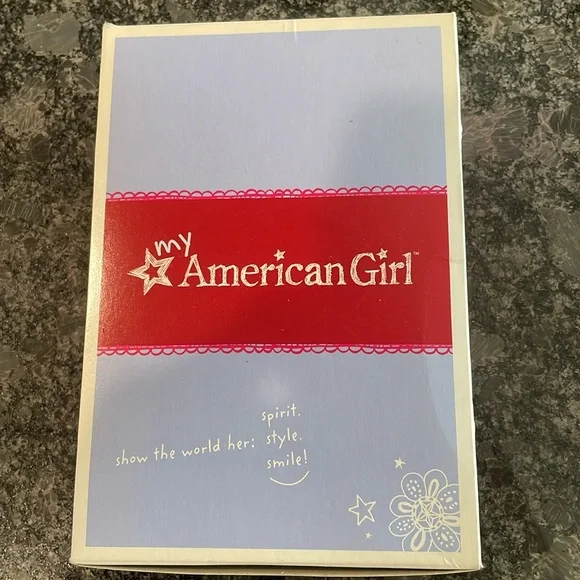 my
American Girl™
spirit.
show the world her: style.
smile!